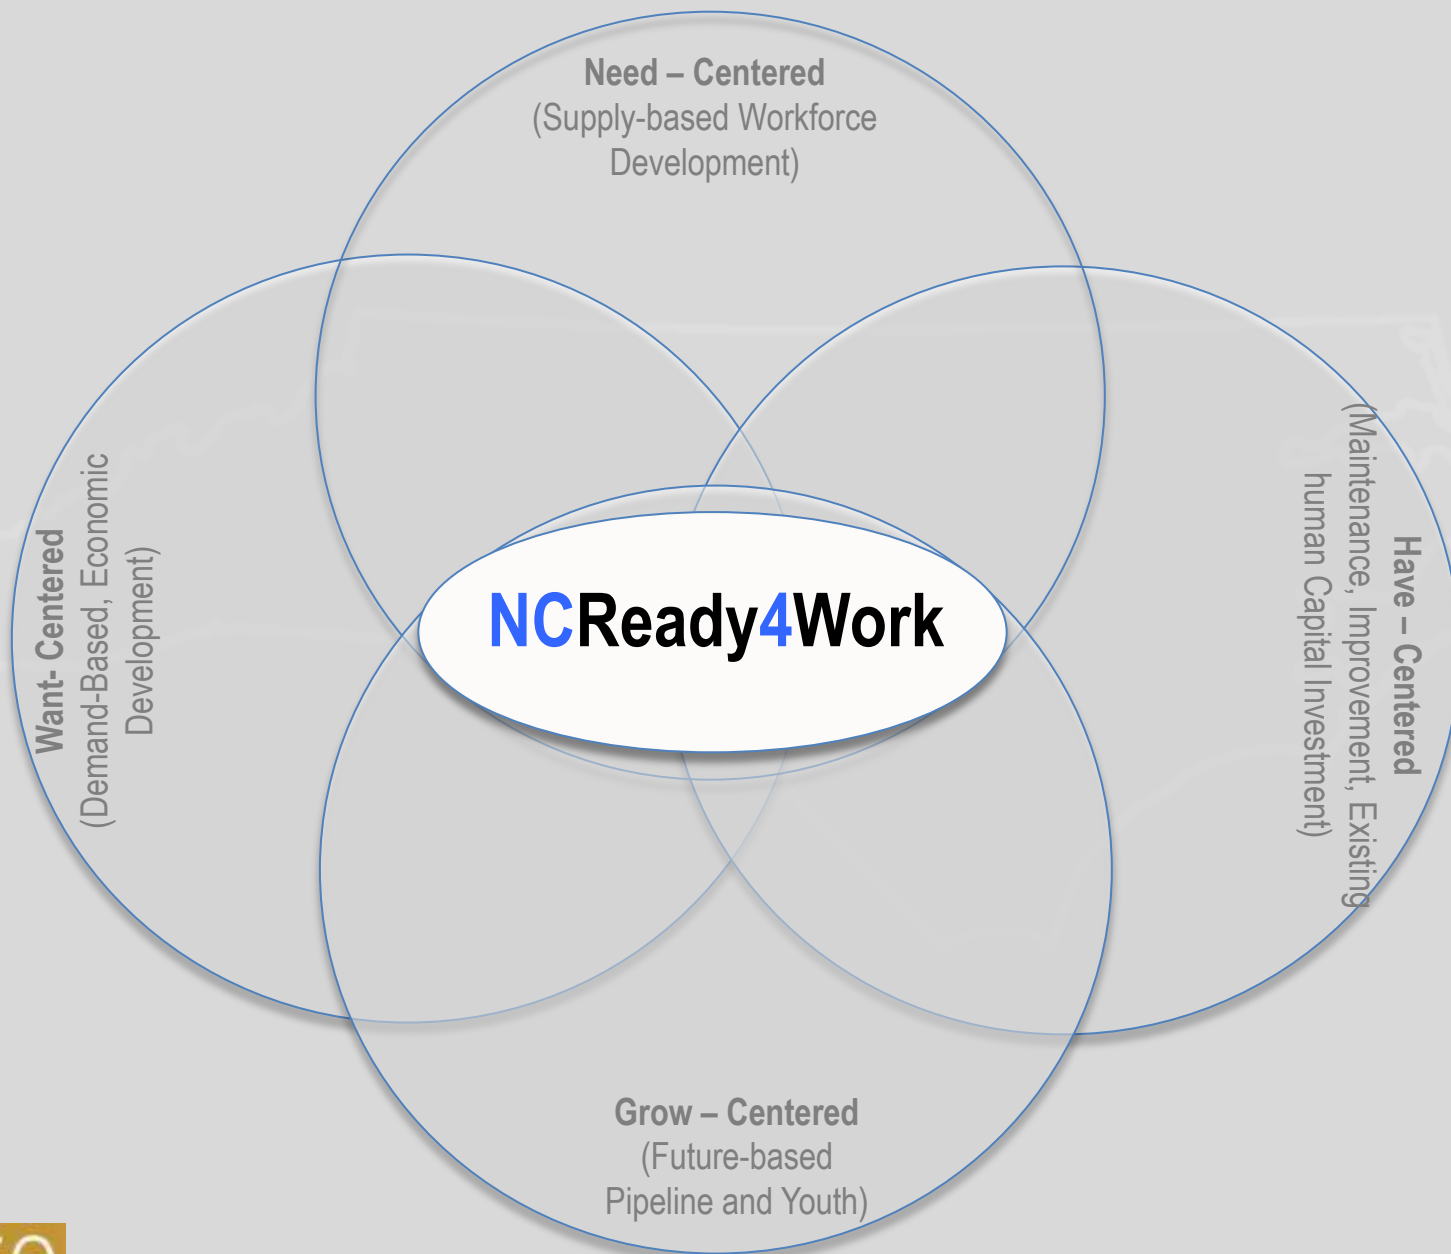 Need – Centered
(Supply-based Workforce
Development)
Want- Centered
(Demand-Based, Economic
Development)
NCReady4Work
Have – Centered
(Maintenance, Improvement, Existing
human Capital Investment)
Grow – Centered
(Future-based
Pipeline and Youth)